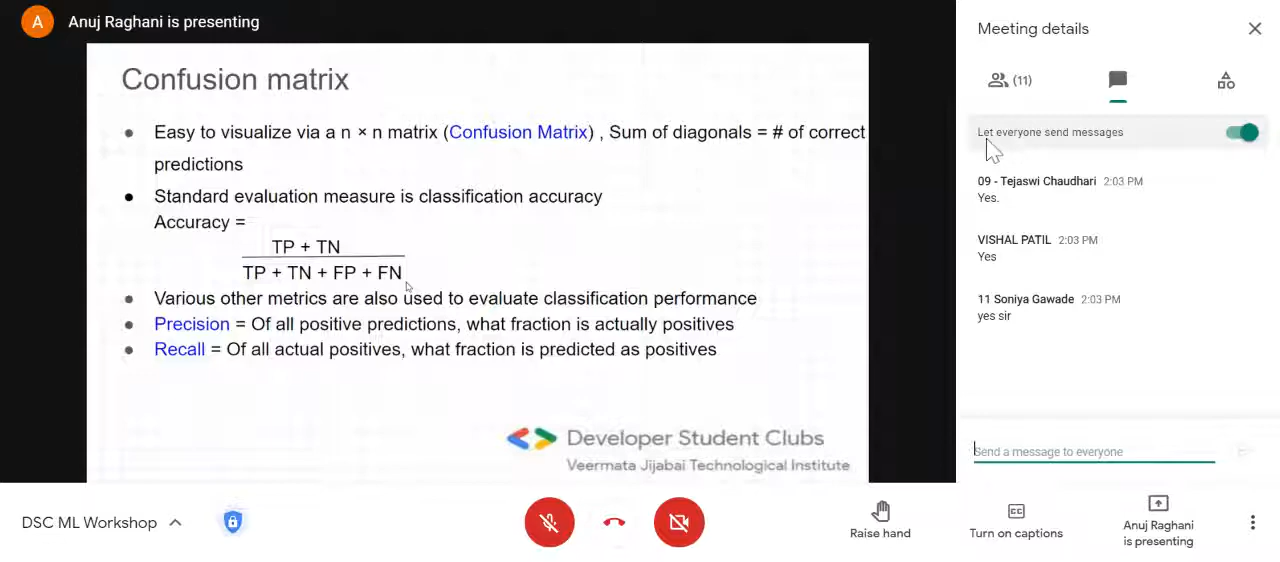 A Anuj Raghani is presenting
Confusion matrix
Easy to visualize via a n × n matrix (Confusion Matrix) , Sum of diagonals = # of correct
predictions
Standard evaluation measure is classification accuracy
Accuracy =
TP + TN
TP + TN + FP + FN
Various other metrics are also used to evaluate classification performance
Precision = Of all positive predictions, what fraction is actually positives
Recall = Of all actual positives, what fraction is predicted as positives
Developer Student Clubs
Veermata Jijabai Technological Institute
Meeting details
(11)
Let everyone send messages
09 - Tejaswi Chaudhari 2:03 PM
Yes.
VISHAL PATIL 2:03 PM
Yes
11 Soniya Gawade 2:03 PM
yes sir
Send a message to everyone
DSC ML Workshop
Raise hand
CC
Turn on captions
Anuj Raghani
is presenting